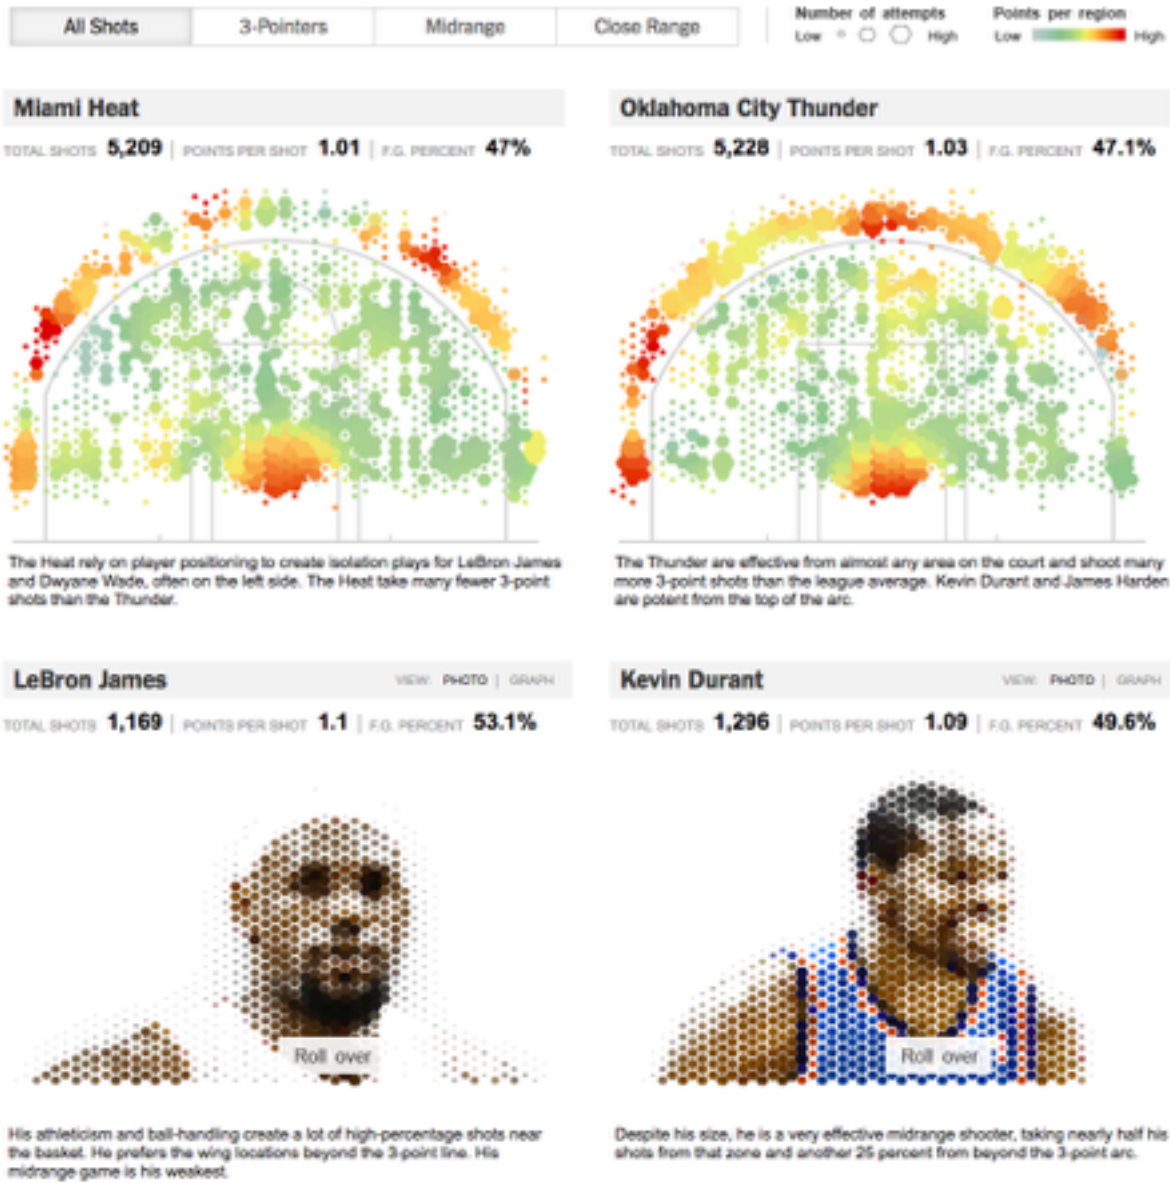 All Shots 3-Pointers Midrange Close Range
Number of attempts Points per region
Low High Low High
Miami Heat
TOTAL SHOTS 5,209 | POINTS PER SHOT 1.01 | F.G. PERCENT 47%
Oklahoma City Thunder
TOTAL SHOTS 5,228 | POINTS PER SHOT 1.03 | F.G. PERCENT 47.1%
The Heat rely on player positioning to create isolation plays for LeBron James
and Dwyane Wade, often on the left side. The Heat take many fewer 3-point
shots than the Thunder.
The Thunder are effective from almost any area on the court and shoot many
more 3-point shots than the league average. Kevin Durant and James Harden
are potent from the top of the arc.
LeBron James VIEW: PHOTO | GRAPH
TOTAL SHOTS 1,169 | POINTS PER SHOT 1.1 | F.G. PERCENT 53.1%
Kevin Durant VIEW: PHOTO | GRAPH
TOTAL SHOTS 1,296 | POINTS PER SHOT 1.09 | F.G. PERCENT 49.6%
Roll over
Roll over
His athleticism and ball-handling create a lot of high-percentage shots near
the basket. He prefers the wing locations beyond the 3-point line. His
midrange game is his weakest.
Despite his size, he is a very effective midrange shooter, taking nearly half his
shots from that zone and another 25 percent from beyond the 3-point arc.